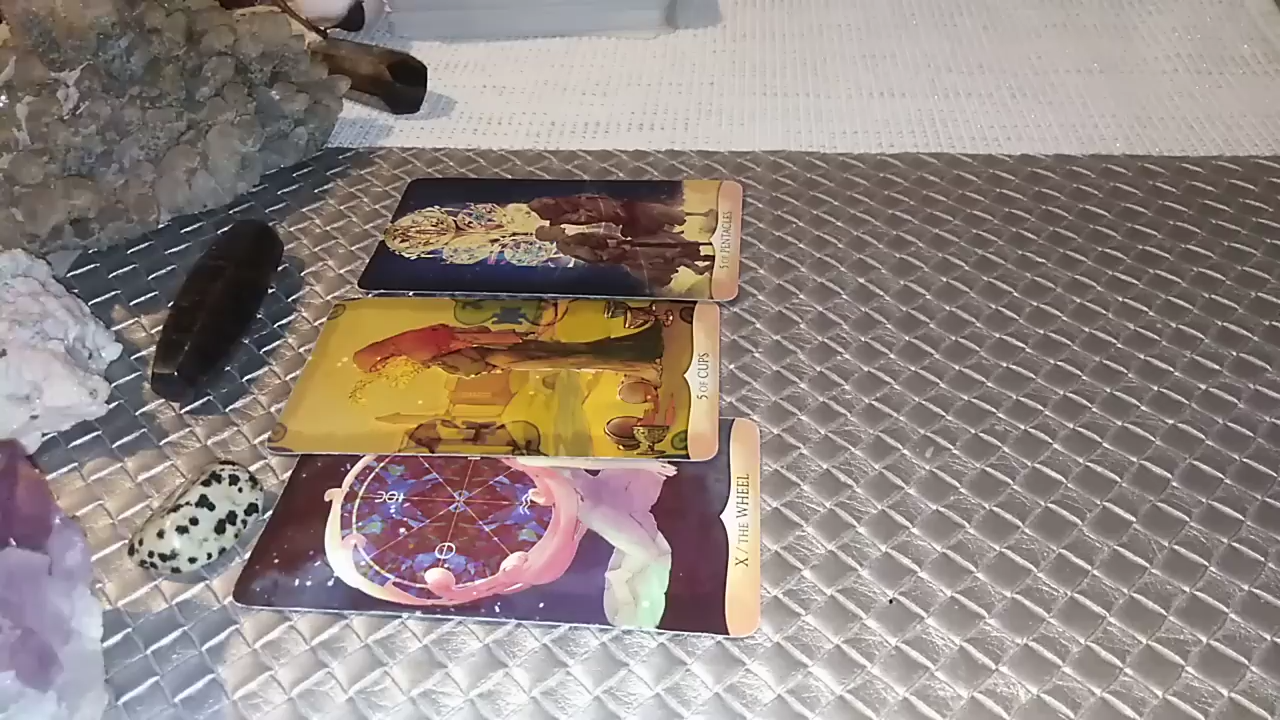 5 OF PENTACLES
5 OF CUPS
X / THE WHEEL